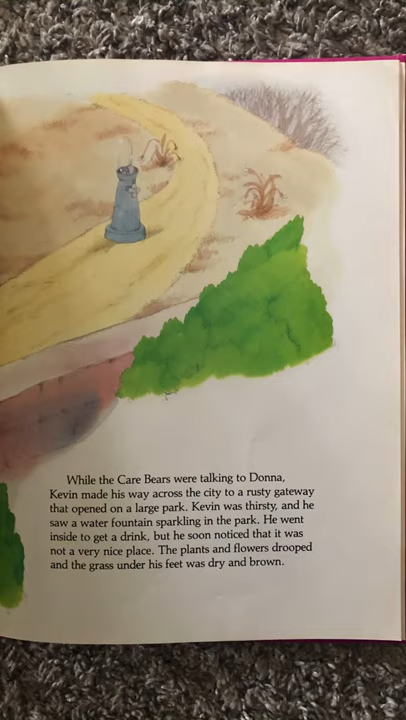 While the Care Bears were talking to Donna,
Kevin made his way across the city to a rusty gateway
that opened on a large park. Kevin was thirsty, and he
saw a water fountain sparkling in the park. He went
inside to get a drink, but he soon noticed that it was
not a very nice place. The plants and flowers drooped
and the grass under his feet was dry and brown.